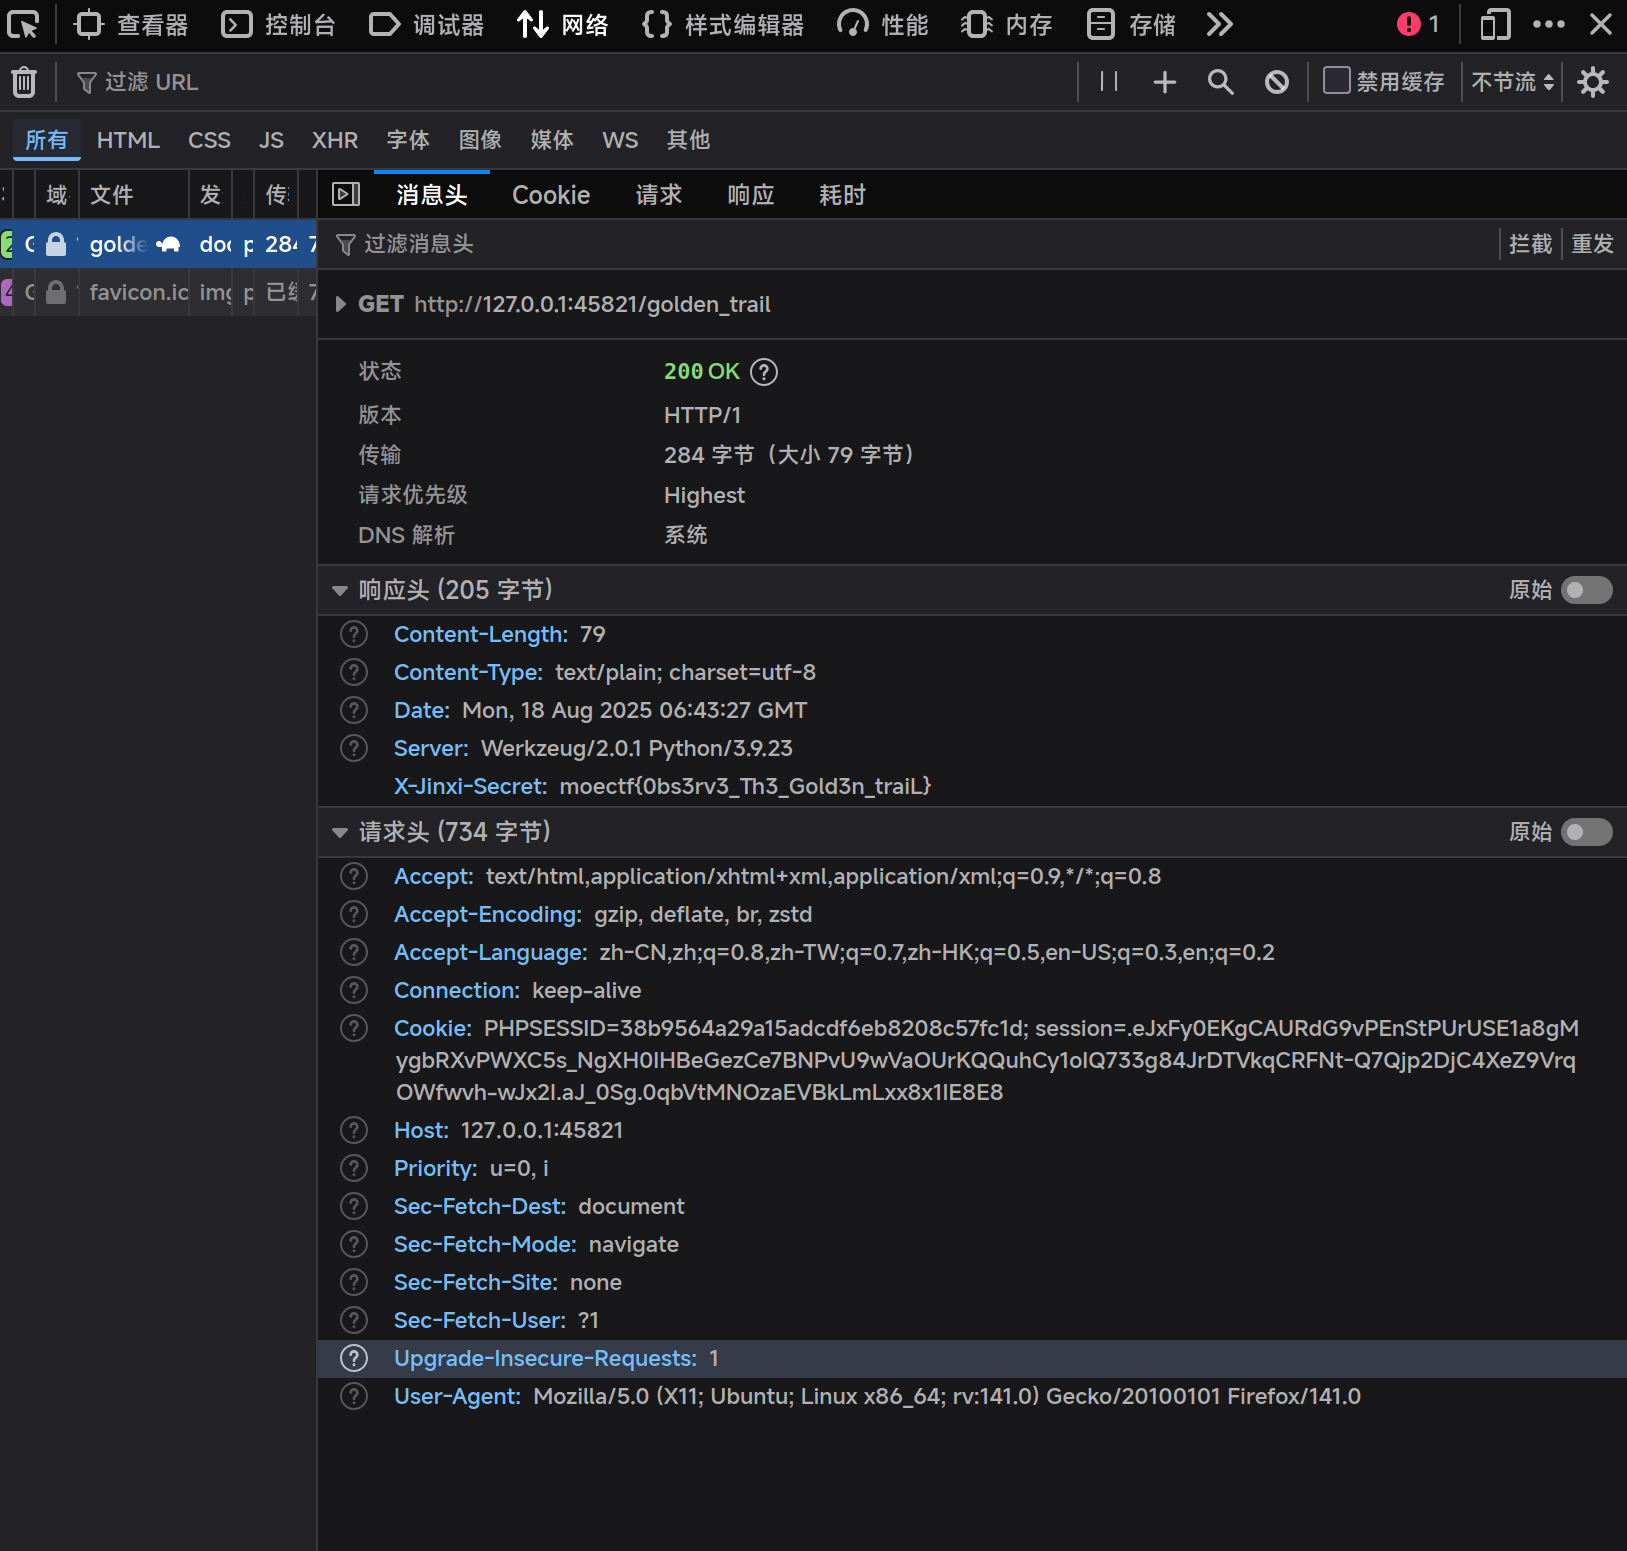 查看器 控制台 调试器 网络 样式编辑器 性能 内存 存储 1
过滤 URL 禁用缓存 不节流
所有 HTML CSS JS XHR 字体 图像 媒体 WS 其他
域 文件 发 传
消息头 Cookie 请求 响应 耗时
golde doc p 284 7
过滤消息头 拦截 重发
favicon.ic img p 已缓 7
GET http://127.0.0.1:45821/golden_trail
状态 200 OK
版本 HTTP/1
传输 284 字节（大小 79 字节）
请求优先级 Highest
DNS 解析 系统
响应头 (205 字节) 原始
Content-Length: 79
Content-Type: text/plain; charset=utf-8
Date: Mon, 18 Aug 2025 06:43:27 GMT
Server: Werkzeug/2.0.1 Python/3.9.23
X-Jinxi-Secret: moectf{0bs3rv3_Th3_Gold3n_traiL}
请求头 (734 字节) 原始
Accept: text/html,application/xhtml+xml,application/xml;q=0.9,*/*;q=0.8
Accept-Encoding: gzip, deflate, br, zstd
Accept-Language: zh-CN,zh;q=0.8,zh-TW;q=0.7,zh-HK;q=0.5,en-US;q=0.3,en;q=0.2
Connection: keep-alive
Cookie: PHPSESSID=38b9564a29a15adcdf6eb8208c57fc1d; session=.eJxFy0EKgCAURdG9vPEnStPUrUSE1a8gM
ygbRXvPWXC5s_NgXH0IHBeGezCe7BNPvU9wVaOUrKQQuhCy1oIQ733g84JrDTVkqCRFNt-Q7Qjp2DjC4XeZ9Vrq
OWfwvh-wJx2I.aJ_0Sg.0qbVtMNOzaEVBkLmLxx8x1IE8E8
Host: 127.0.0.1:45821
Priority: u=0, i
Sec-Fetch-Dest: document
Sec-Fetch-Mode: navigate
Sec-Fetch-Site: none
Sec-Fetch-User: ?1
Upgrade-Insecure-Requests: 1
User-Agent: Mozilla/5.0 (X11; Ubuntu; Linux x86_64; rv:141.0) Gecko/20100101 Firefox/141.0